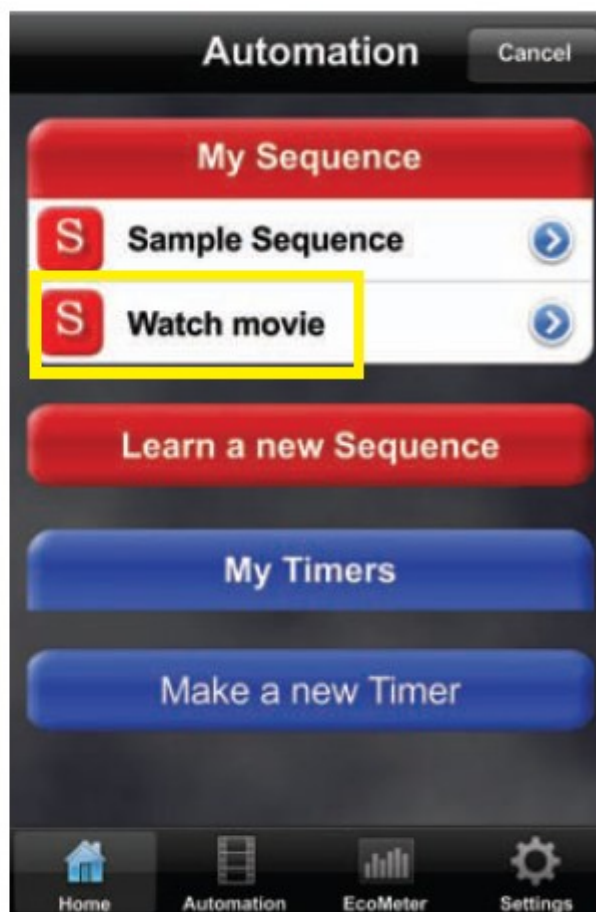 Automation
Cancel
My Sequence
S Sample Sequence
S Watch movie
Learn a new Sequence
My Timers
Make a new Timer
Home Automation EcoMeter Settings